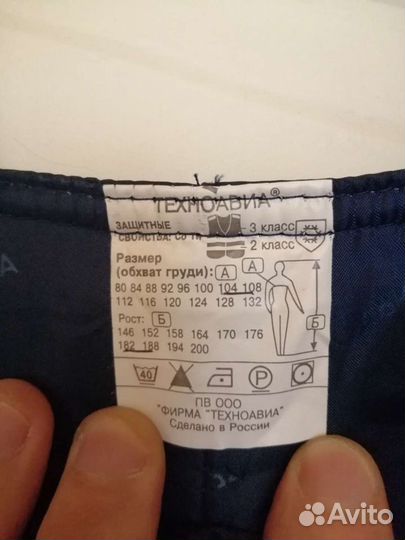 ТЕХНОАВИА®
ЗАЩИТНЫЕ 3 класс
СВОЙСТВА: Со Ти 2 класс
Размер
(обхват груди): А А
80 84 88 92 96 100 104 108
112 116 120 124 128 132
Рост: Б Б
146 152 158 164 170 176
182 188 194 200
40 P
ПВ ООО
"ФИРМА "ТЕХНОАВИА"
Сделано в России
Avito